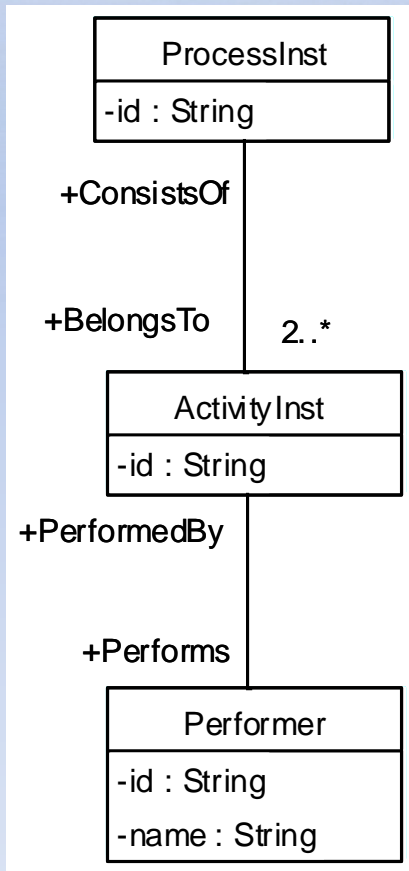 ProcessInst
-id : String
+ConsistsOf
+BelongsTo 2..*
ActivityInst
-id : String
+PerformedBy
+Performs
Performer
-id : String
-name : String